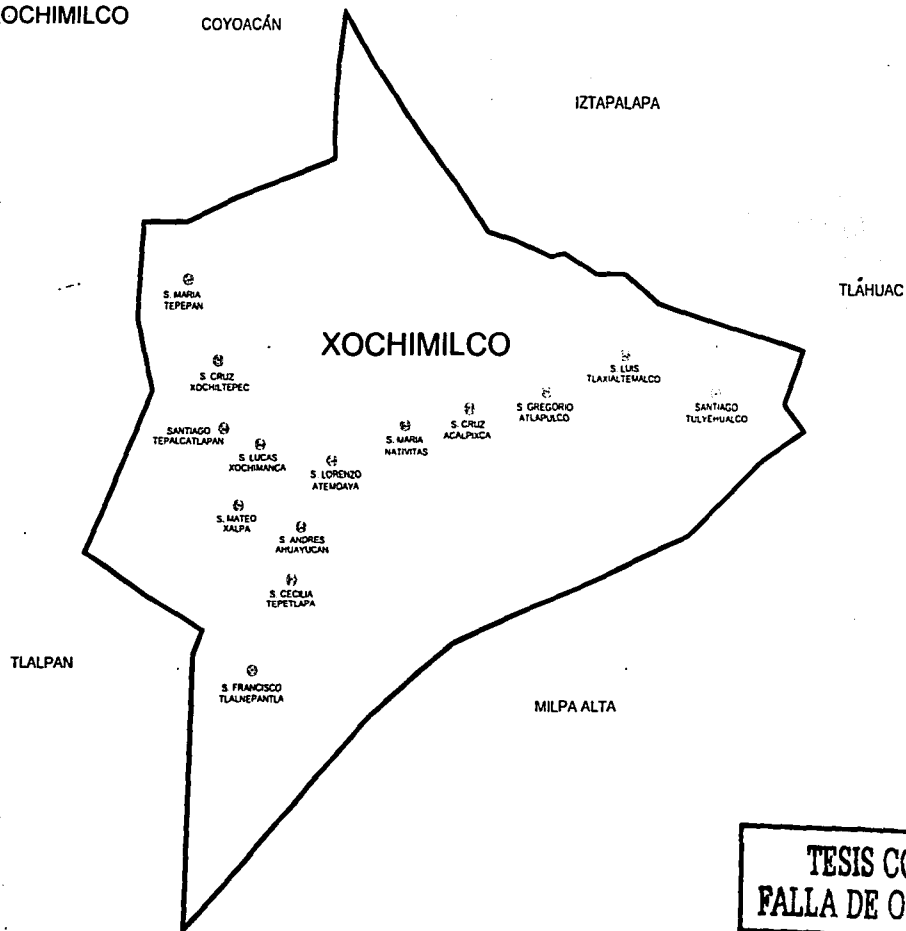 OCHIMILCO
COYOACÁN
IZTAPALAPA
TLÁHUAC
S. MARIA
TEPEPAN
XOCHIMILCO
S. CRUZ
XOCHILTEPEC
S. LUIS
TLAXIALTEMALCO
S. GREGORIO
ATLAPULCO
SANTIAGO
TULYEHUALCO
S. CRUZ
ACALPIXCA
S. MARIA
NATIVITAS
SANTIAGO
TEPALCATLAPAN
S. LUCAS
XOCHIMANCA
S. LORENZO
ATEMOAYA
S. MATEO
XALPA
S. ANDRES
AHUAYUCAN
S. CECILIA
TEPETLAPA
TLALPAN
S. FRANCISCO
TLALNEPANTLA
MILPA ALTA
TESIS CO
FALLA DE O